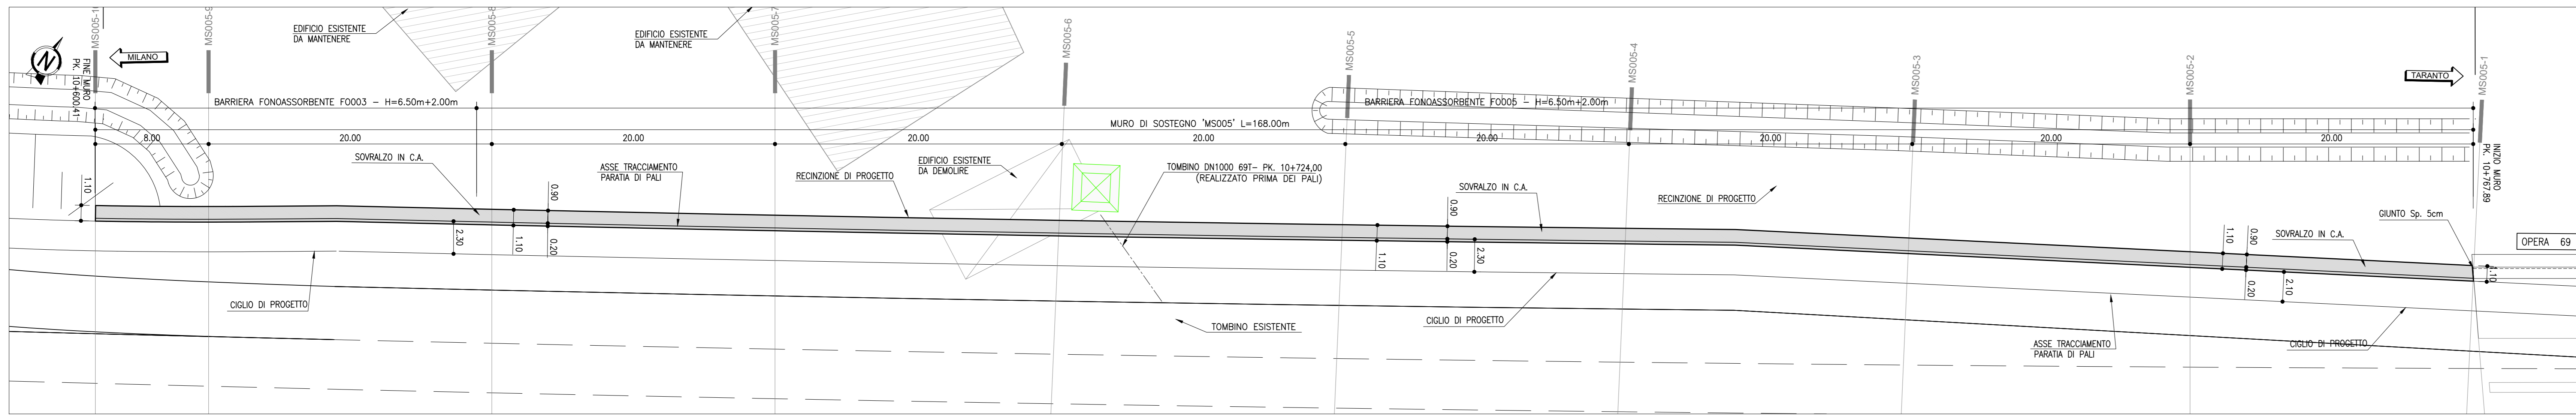 MS005-10
MS005-9
MS005-8
MS005-7
MS005-6
MS005-5
MS005-4
MS005-3
MS005-2
MS005-1
N
MILANO
TARANTO
EDIFICIO ESISTENTE
DA MANTENERE
EDIFICIO ESISTENTE
DA MANTENERE
FINE MURO
PK. 10+600.41
BARRIERA FONOASSORBENTE FO003 - H=6.50m+2.00m
BARRIERA FONOASSORBENTE FO005 - H=6.50m+2.00m
MURO DI SOSTEGNO 'MS005' L=168.00m
8.00
20.00
20.00
20.00
20.00
20.00
20.00
20.00
20.00
INIZIO MURO
PK. 10+767.89
SOVRALZO IN C.A.
ASSE TRACCIAMENTO
PARATIA DI PALI
RECINZIONE DI PROGETTO
EDIFICIO ESISTENTE
DA DEMOLIRE
TOMBINO DN1000 69T- PK. 10+724,00
(REALIZZATO PRIMA DEI PALI)
SOVRALZO IN C.A.
RECINZIONE DI PROGETTO
GIUNTO Sp. 5cm
SOVRALZO IN C.A.
OPERA 69
1.10
0.90
2.30
1.10
0.20
0.90
1.10
0.20
2.30
1.10
0.90
0.20
2.10
1.10
CIGLIO DI PROGETTO
TOMBINO ESISTENTE
CIGLIO DI PROGETTO
ASSE TRACCIAMENTO
PARATIA DI PALI
CIGLIO DI PROGETTO